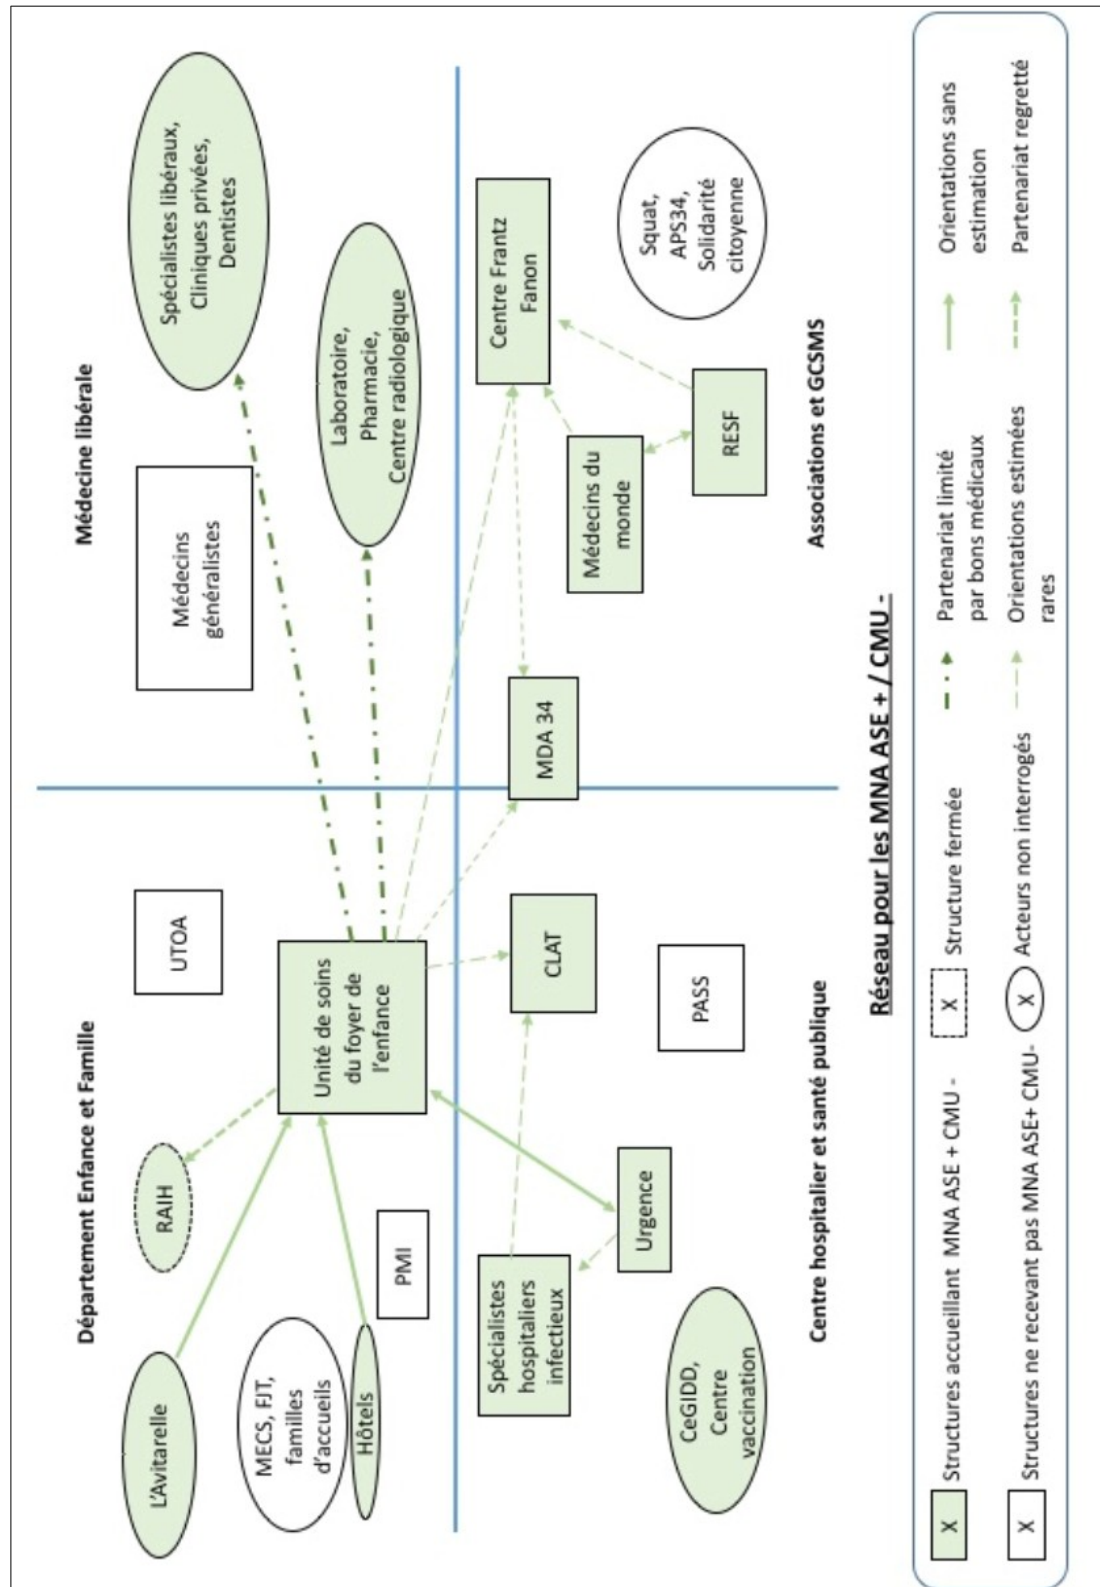 Département Enfance et Famille
Médecine libérale
L'Avitarelle
RAIH
UTOA
Médecins
généralistes
Spécialistes libéraux,
Cliniques privées,
Dentistes
MECS, FJT,
familles
d'accueils
Hôtels
PMI
Unité de soins
du foyer de
l'enfance
Laboratoire,
Pharmacie,
Centre radiologique
Spécialistes
hospitaliers
infectieux
Urgence
CLAT
MDA 34
Médecins du
monde
Centre Frantz
Fanon
CeGIDD,
Centre
vaccination
PASS
RESF
Squat,
APS34,
Solidarité
citoyenne
Centre hospitalier et santé publique
Associations et GCSMS
Réseau pour les MNA ASE + / CMU -
X
Structures accueillant MNA ASE + CMU -
X
Structure fermée
Partenariat limité
par bons médicaux
Orientations sans
estimation
X
Structures ne recevant pas MNA ASE+ CMU-
X
Acteurs non interrogés
Orientations estimées
rares
Partenariat regretté